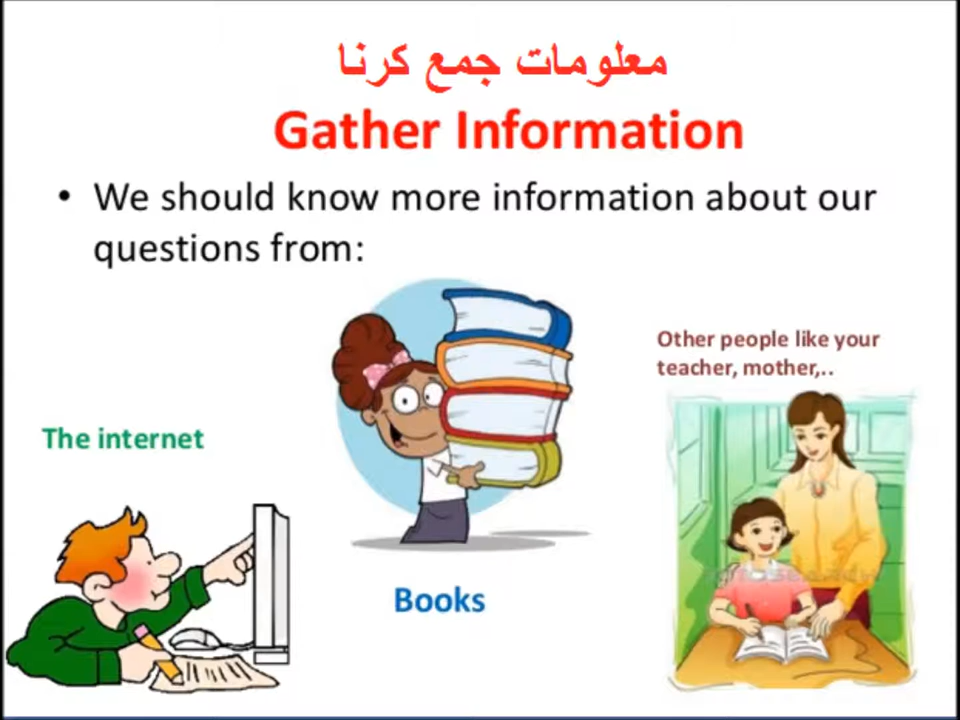 معلومات جمع کرنا
Gather Information
• We should know more information about our
questions from:
Other people like your
teacher, mother,..
The internet
Books